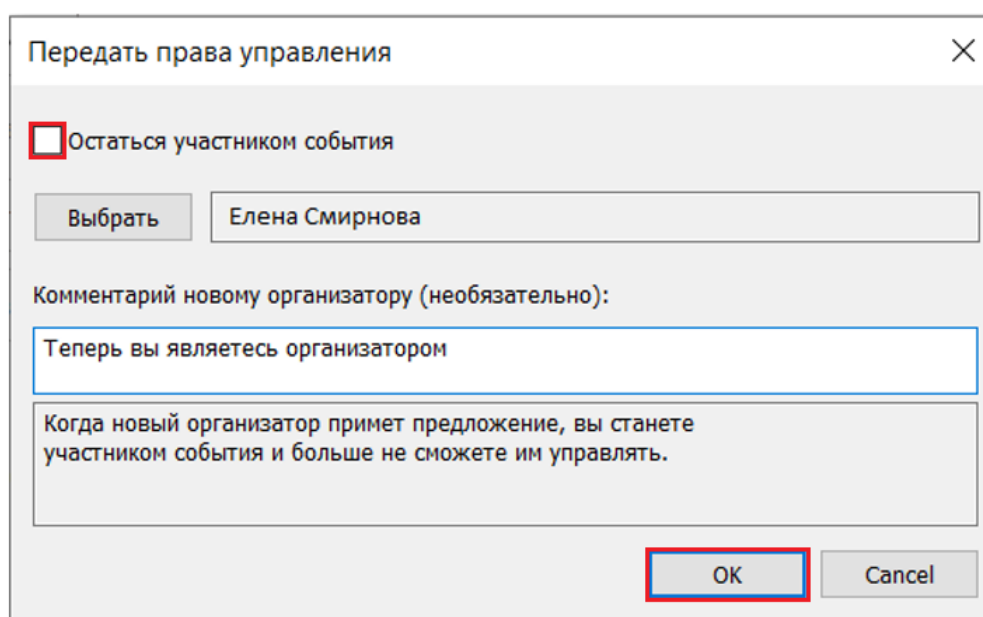 Передать права управления
Остаться участником события
Выбрать
Елена Смирнова
Комментарий новому организатору (необязательно):
Теперь вы являетесь организатором
Когда новый организатор примет предложение, вы станете
участником события и больше не сможете им управлять.
OK
Cancel